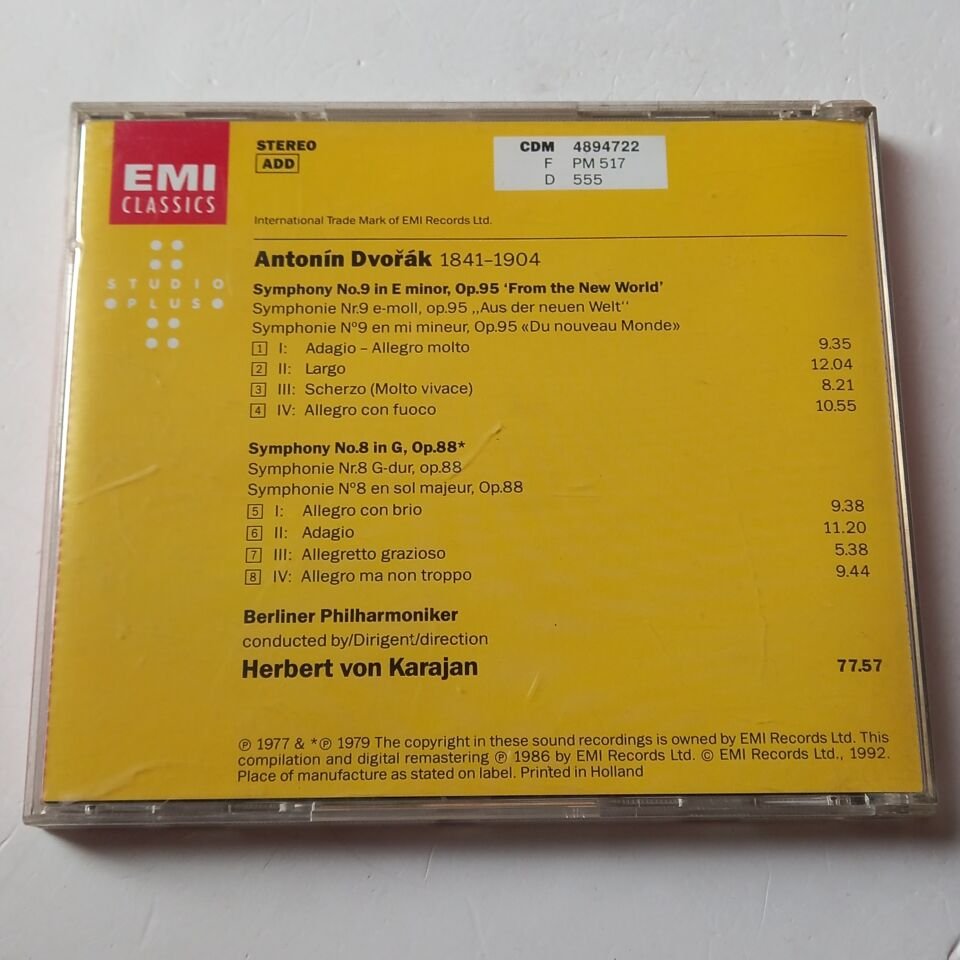 EMI
CLASSICS
STUDIO
PLUS
STEREO
ADD
CDM 4894722
F PM 517
D 555
International Trade Mark of EMI Records Ltd.
Antonín Dvořák 1841–1904
Symphony No.9 in E minor, Op.95 ‘From the New World’
Symphonie Nr.9 e-moll, op.95 „Aus der neuen Welt‘‘
Symphonie Nº9 en mi mineur, Op.95 «Du nouveau Monde»
1 I: Adagio – Allegro molto 9.35
2 II: Largo 12.04
3 III: Scherzo (Molto vivace) 8.21
4 IV: Allegro con fuoco 10.55
Symphony No.8 in G, Op.88*
Symphonie Nr.8 G-dur, op.88
Symphonie Nº8 en sol majeur, Op.88
5 I: Allegro con brio 9.38
6 II: Adagio 11.20
7 III: Allegretto grazioso 5.38
8 IV: Allegro ma non troppo 9.44
Berliner Philharmoniker
conducted by/Dirigent/direction
Herbert von Karajan 77.57
℗ 1977 & *℗ 1979 The copyright in these sound recordings is owned by EMI Records Ltd. This
compilation and digital remastering ℗ 1986 by EMI Records Ltd. © EMI Records Ltd., 1992.
Place of manufacture as stated on label. Printed in Holland